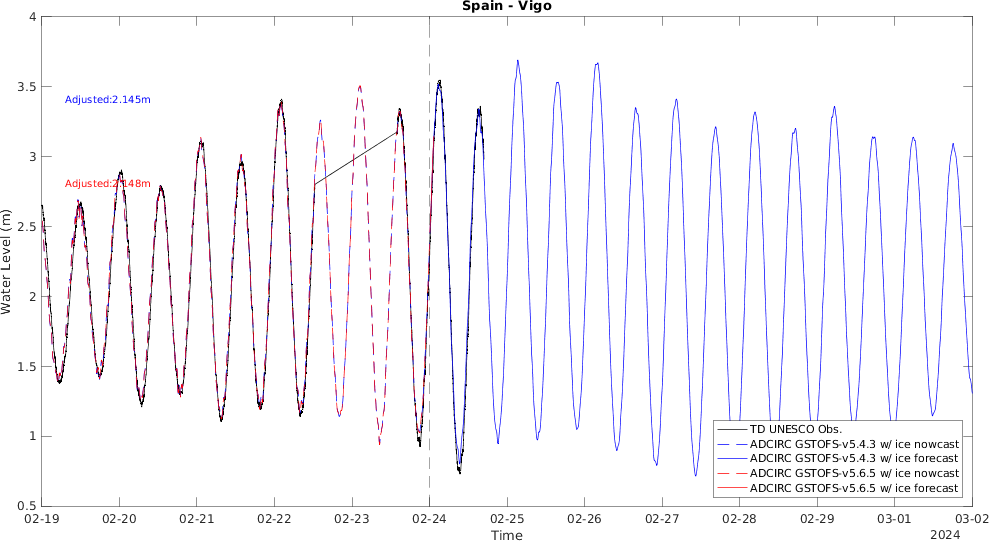 Spain - Vigo
4
3.5
3
2.5
2
1.5
1
0.5
Water Level (m)
Adjusted:2.145m
Adjusted:2.148m
TD UNESCO Obs.
ADCIRC GSTOFS-v5.4.3 w/ ice nowcast
ADCIRC GSTOFS-v5.4.3 w/ ice forecast
ADCIRC GSTOFS-v5.6.5 w/ ice nowcast
ADCIRC GSTOFS-v5.6.5 w/ ice forecast
02-19 02-20 02-21 02-22 02-23 02-24 02-25 02-26 02-27 02-28 02-29 03-01 03-02
Time
2024